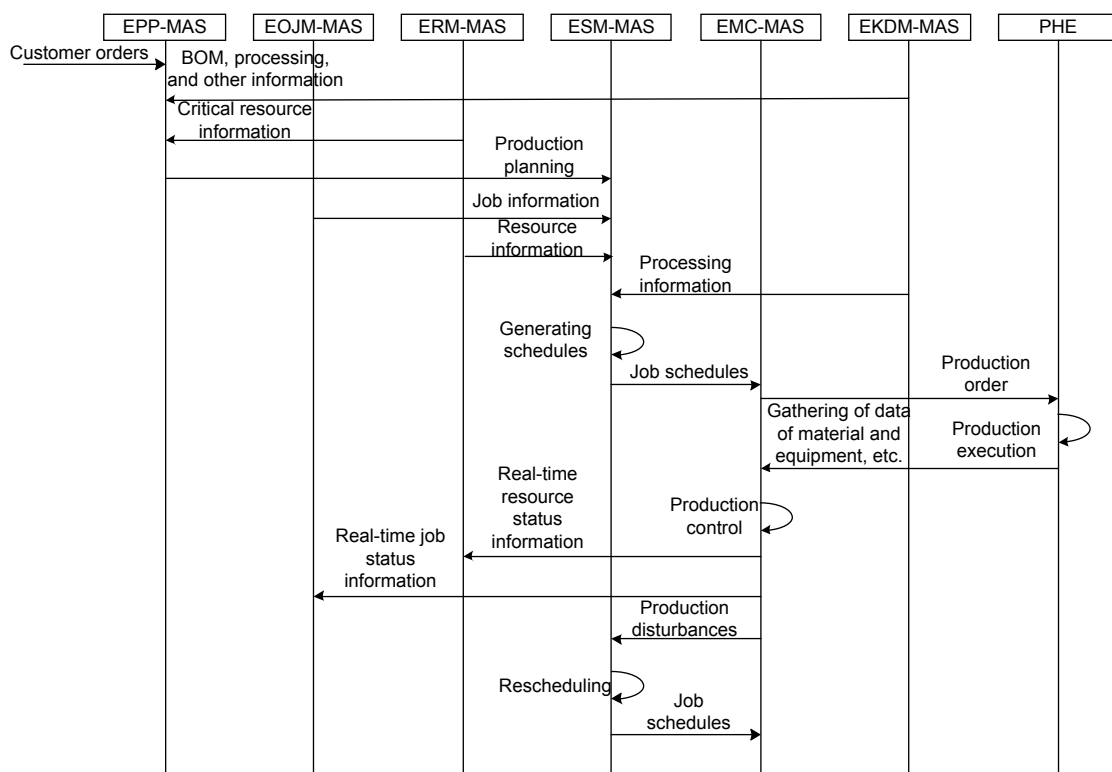 EPP-MAS
EOJM-MAS
ERM-MAS
ESM-MAS
EMC-MAS
EKDM-MAS
PHE
Customer orders
BOM, processing,
and other information
Critical resource
information
Production
planning
Job information
Resource
information
Processing
information
Generating
schedules
Job schedules
Production
order
Gathering of data
of material and
equipment, etc.
Production
execution
Real-time
resource
status
information
Production
control
Real-time job
status
information
Production
disturbances
Rescheduling
Job
schedules